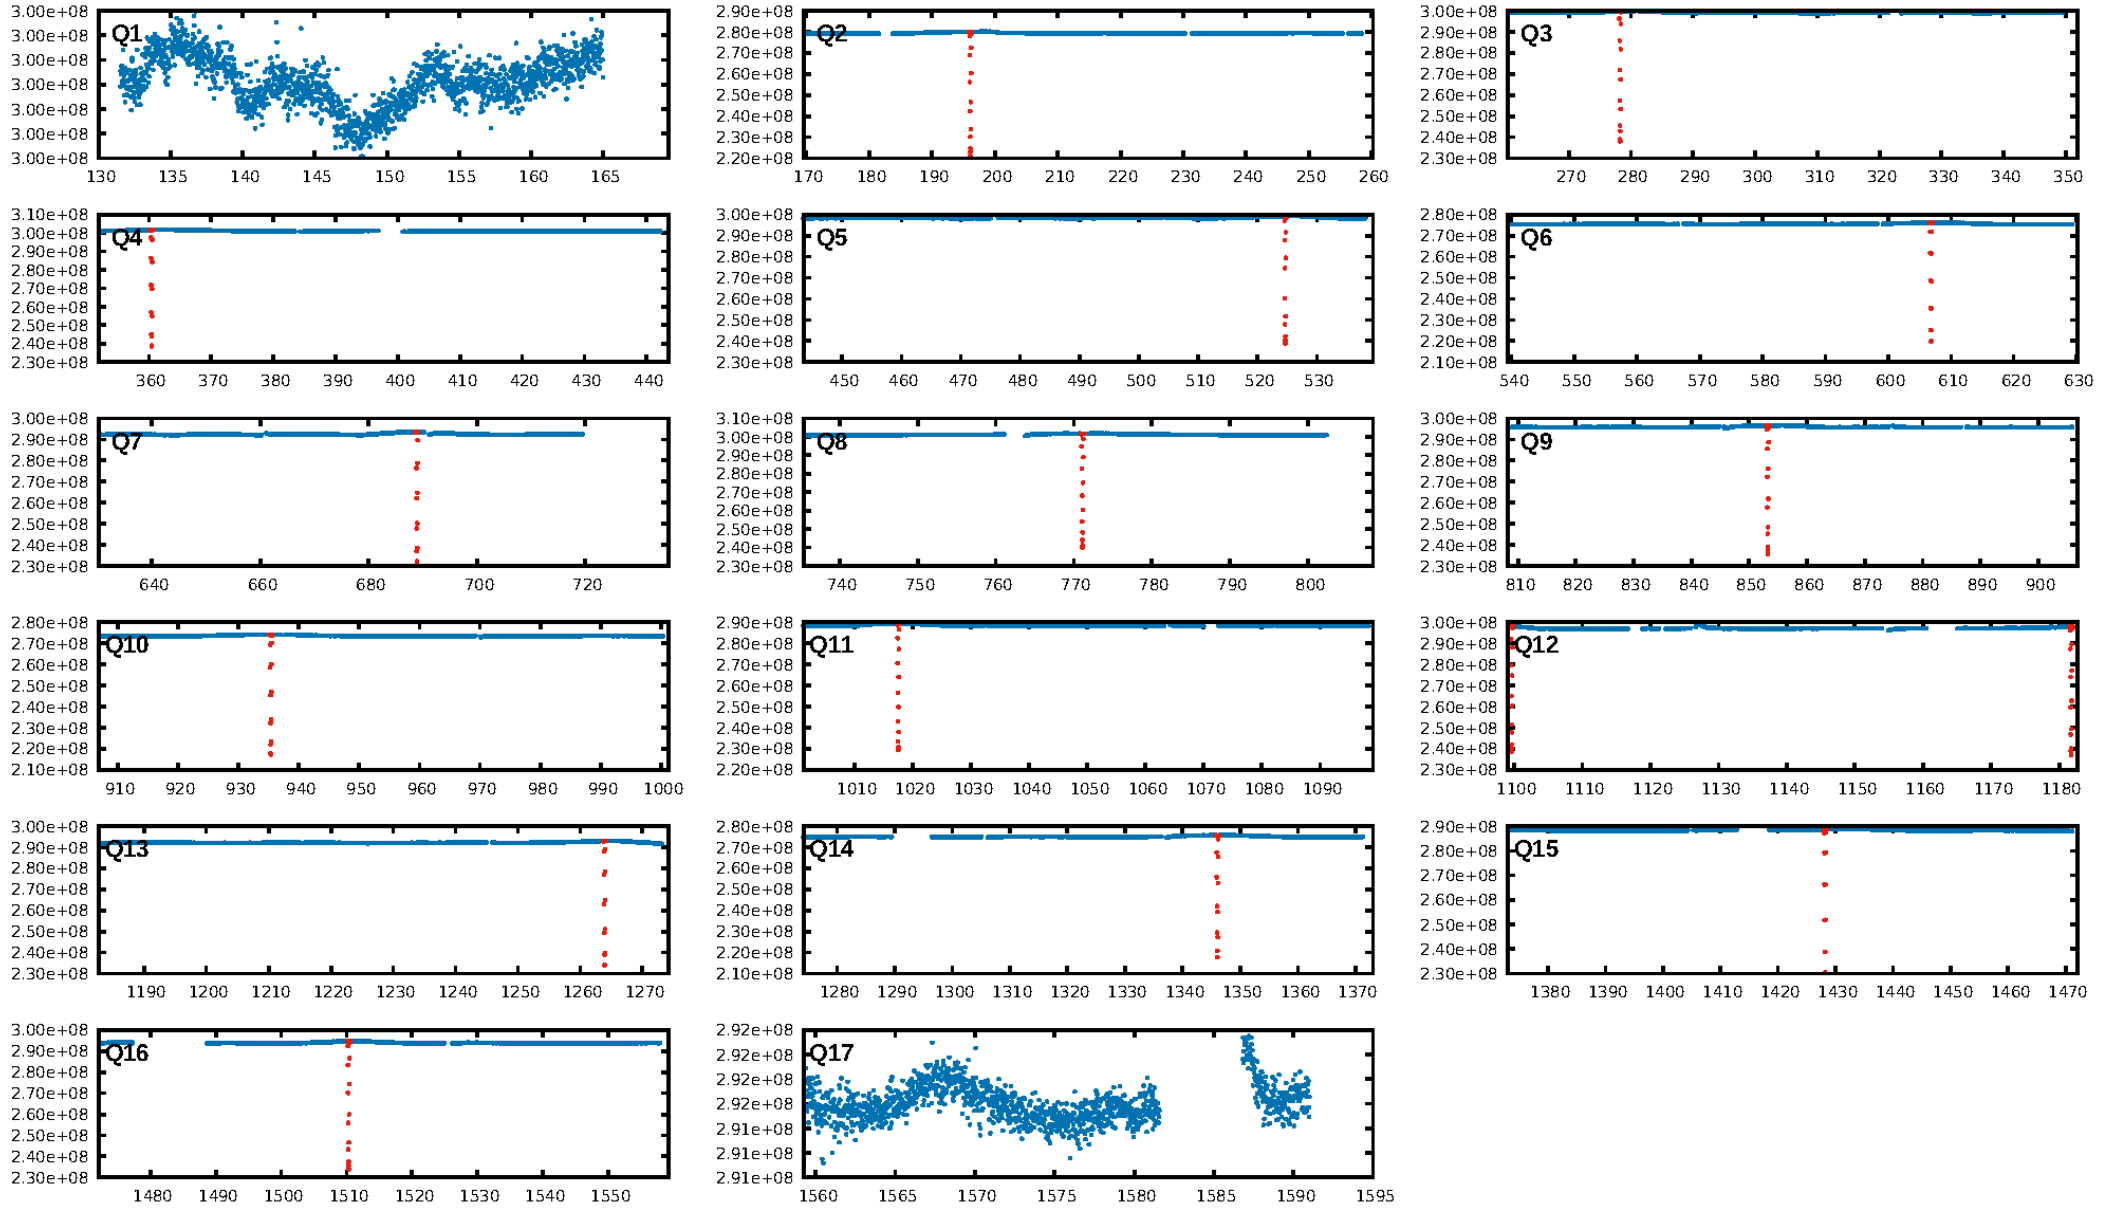 3.00e+08
Q1
3.00e+08
3.00e+08
3.00e+08
3.00e+08
3.00e+08
3.00e+08
130 135 140 145 150 155 160 165
2.90e+08
Q2
2.80e+08
2.70e+08
2.60e+08
2.50e+08
2.40e+08
2.30e+08
2.20e+08
170 180 190 200 210 220 230 240 250 260
3.00e+08
Q3
2.90e+08
2.80e+08
2.70e+08
2.60e+08
2.50e+08
2.40e+08
2.30e+08
270 280 290 300 310 320 330 340 350
3.10e+08
Q4
3.00e+08
2.90e+08
2.80e+08
2.70e+08
2.60e+08
2.50e+08
2.40e+08
2.30e+08
360 370 380 390 400 410 420 430 440
3.00e+08
Q5
2.90e+08
2.80e+08
2.70e+08
2.60e+08
2.50e+08
2.40e+08
2.30e+08
450 460 470 480 490 500 510 520 530
2.80e+08
Q6
2.70e+08
2.60e+08
2.50e+08
2.40e+08
2.30e+08
2.20e+08
2.10e+08
540 550 560 570 580 590 600 610 620 630
3.00e+08
Q7
2.90e+08
2.80e+08
2.70e+08
2.60e+08
2.50e+08
2.40e+08
2.30e+08
640 660 680 700 720
3.10e+08
Q8
3.00e+08
2.90e+08
2.80e+08
2.70e+08
2.60e+08
2.50e+08
2.40e+08
2.30e+08
740 750 760 770 780 790 800
3.00e+08
Q9
2.90e+08
2.80e+08
2.70e+08
2.60e+08
2.50e+08
2.40e+08
2.30e+08
810 820 830 840 850 860 870 880 890 900
2.80e+08
Q10
2.70e+08
2.60e+08
2.50e+08
2.40e+08
2.30e+08
2.20e+08
2.10e+08
910 920 930 940 950 960 970 980 990 1000
2.90e+08
Q11
2.80e+08
2.70e+08
2.60e+08
2.50e+08
2.40e+08
2.30e+08
2.20e+08
1010 1020 1030 1040 1050 1060 1070 1080 1090
3.00e+08
Q12
2.90e+08
2.80e+08
2.70e+08
2.60e+08
2.50e+08
2.40e+08
2.30e+08
1100 1110 1120 1130 1140 1150 1160 1170 1180
3.00e+08
Q13
2.90e+08
2.80e+08
2.70e+08
2.60e+08
2.50e+08
2.40e+08
2.30e+08
1190 1200 1210 1220 1230 1240 1250 1260 1270
2.80e+08
Q14
2.70e+08
2.60e+08
2.50e+08
2.40e+08
2.30e+08
2.20e+08
2.10e+08
1280 1290 1300 1310 1320 1330 1340 1350 1360 1370
2.90e+08
Q15
2.80e+08
2.70e+08
2.60e+08
2.50e+08
2.40e+08
2.30e+08
1380 1390 1400 1410 1420 1430 1440 1450 1460 1470
3.00e+08
Q16
2.90e+08
2.80e+08
2.70e+08
2.60e+08
2.50e+08
2.40e+08
2.30e+08
1480 1490 1500 1510 1520 1530 1540 1550
2.92e+08
Q17
2.92e+08
2.92e+08
2.92e+08
2.91e+08
2.91e+08
2.91e+08
1560 1565 1570 1575 1580 1585 1590 1595